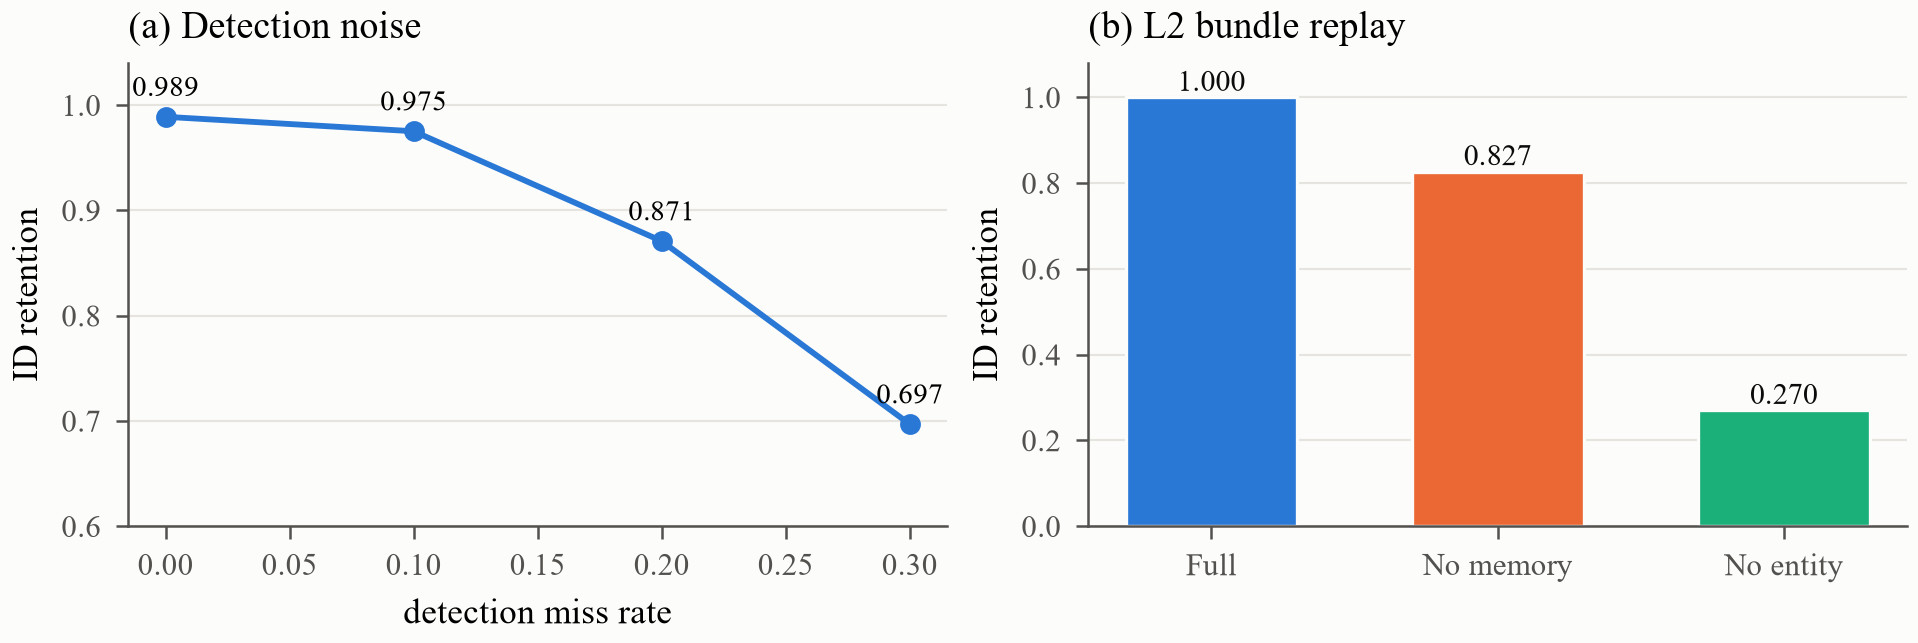 (a) Detection noise
0.989
0.975
0.871
0.697
1.0
0.9
0.8
0.7
0.6
ID retention
0.00 0.05 0.10 0.15 0.20 0.25 0.30
detection miss rate
(b) L2 bundle replay
1.000
0.827
0.270
1.0
0.8
0.6
0.4
0.2
0.0
ID retention
Full No memory No entity